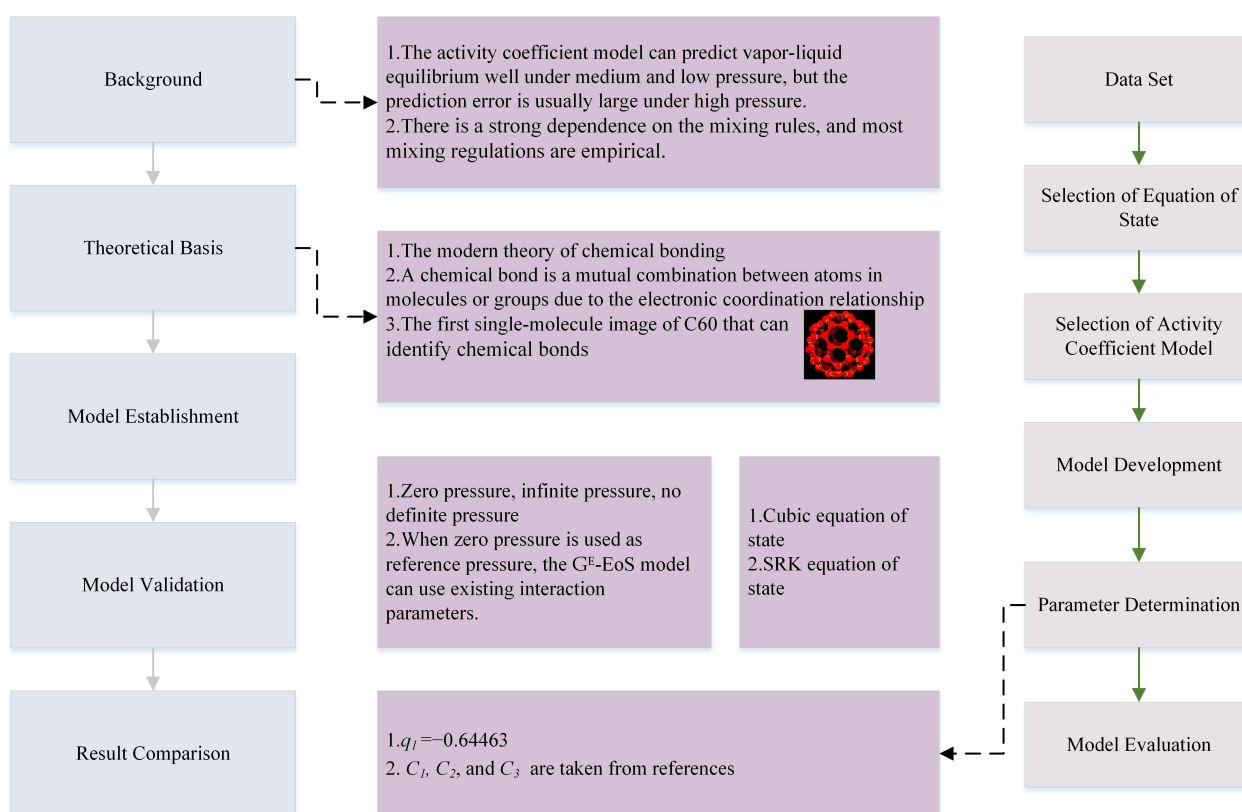 Background
Theoretical Basis
Model Establishment
Model Validation
Result Comparison
1.The activity coefficient model can predict vapor-liquid
equilibrium well under medium and low pressure, but the
prediction error is usually large under high pressure.
2.There is a strong dependence on the mixing rules, and most
mixing regulations are empirical.
1.The modern theory of chemical bonding
2.A chemical bond is a mutual combination between atoms in
molecules or groups due to the electronic coordination relationship
3.The first single-molecule image of C60 that can
identify chemical bonds
1.Zero pressure, infinite pressure, no
definite pressure
2.When zero pressure is used as
reference pressure, the Gᴱ-EoS model
can use existing interaction
parameters.
1.Cubic equation of
state
2.SRK equation of
state
1.q₁=−0.64463
2. C₁, C₂, and C₃ are taken from references
Data Set
Selection of Equation of
State
Selection of Activity
Coefficient Model
Model Development
Parameter Determination
Model Evaluation